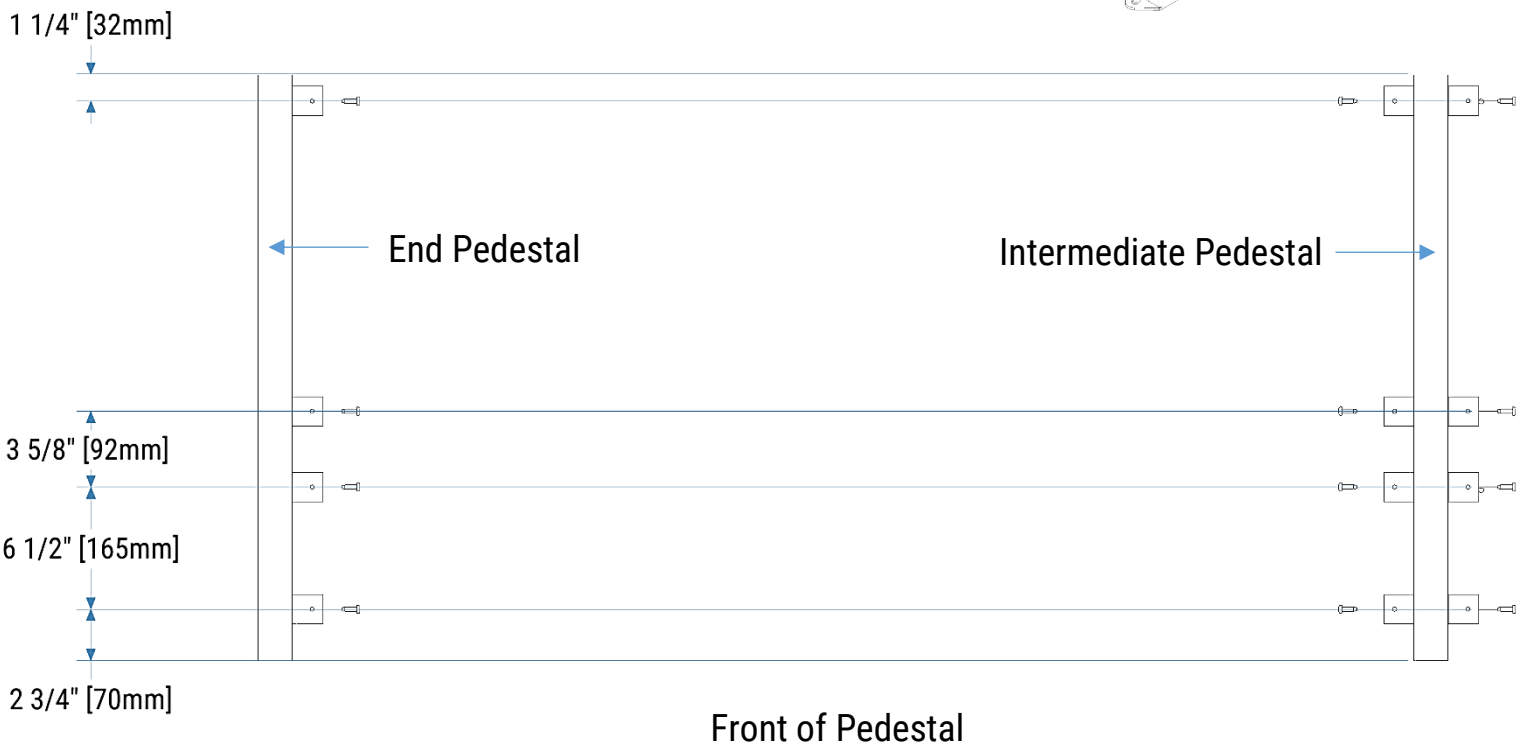 1 1/4" [32mm]
End Pedestal
Intermediate Pedestal
3 5/8" [92mm]
6 1/2" [165mm]
2 3/4" [70mm]
Front of Pedestal